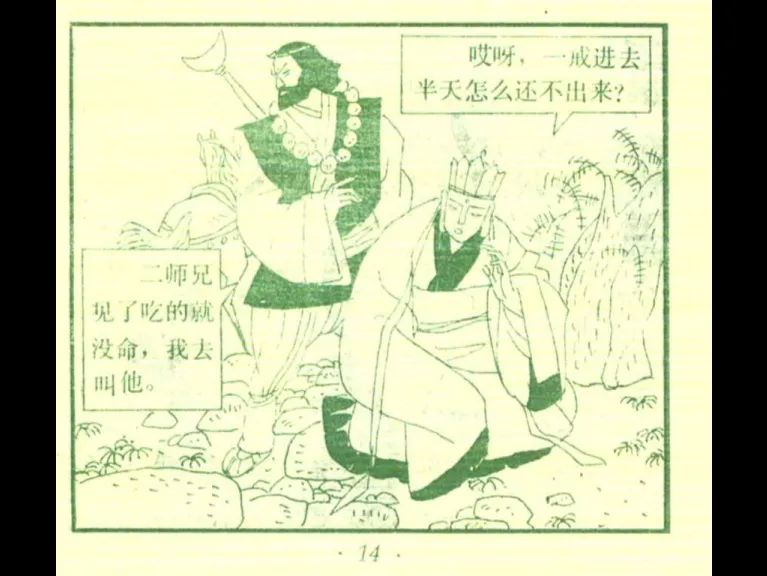 哎呀，一戒进去
半天怎么还不出来？
二师兄
见了吃的就
没命，我去
叫他。
· 14 ·